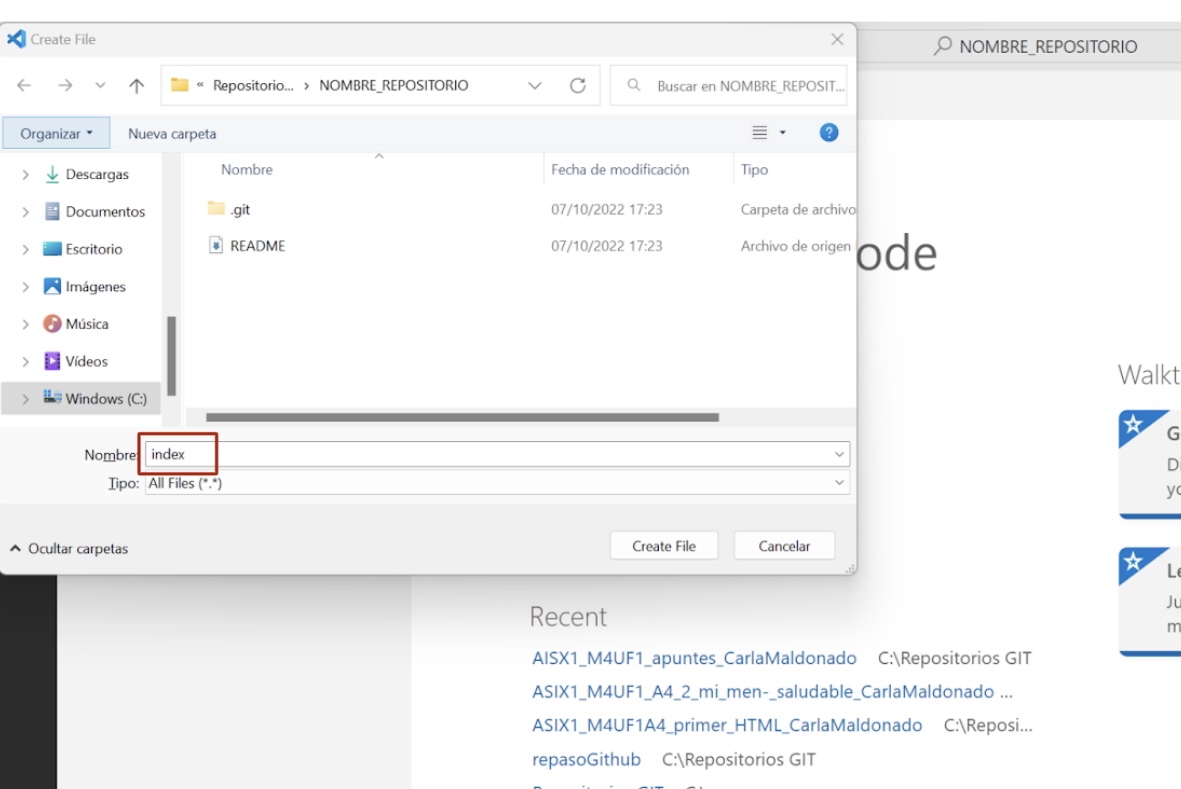 Create File
NOMBRE_REPOSITORIO
« Repositorio... › NOMBRE_REPOSITORIO
Buscar en NOMBRE_REPOSIT...
Organizar
Nueva carpeta
Nombre
Fecha de modificación
Tipo
Descargas
Documentos
Escritorio
Imágenes
Música
Vídeos
Windows (C:)
.git 07/10/2022 17:23 Carpeta de archivo
README 07/10/2022 17:23 Archivo de origen
ode
Walkt
Nombre: index
Tipo: All Files (*.*)
Ocultar carpetas
Create File
Cancelar
G
Di
yo
Le
Ju
m
Recent
AISX1_M4UF1_apuntes_CarlaMaldonado C:\Repositorios GIT
ASIX1_M4UF1_A4_2_mi_men-_saludable_CarlaMaldonado ...
ASIX1_M4UF1A4_primer_HTML_CarlaMaldonado C:\Reposi...
repasoGithub C:\Repositorios GIT